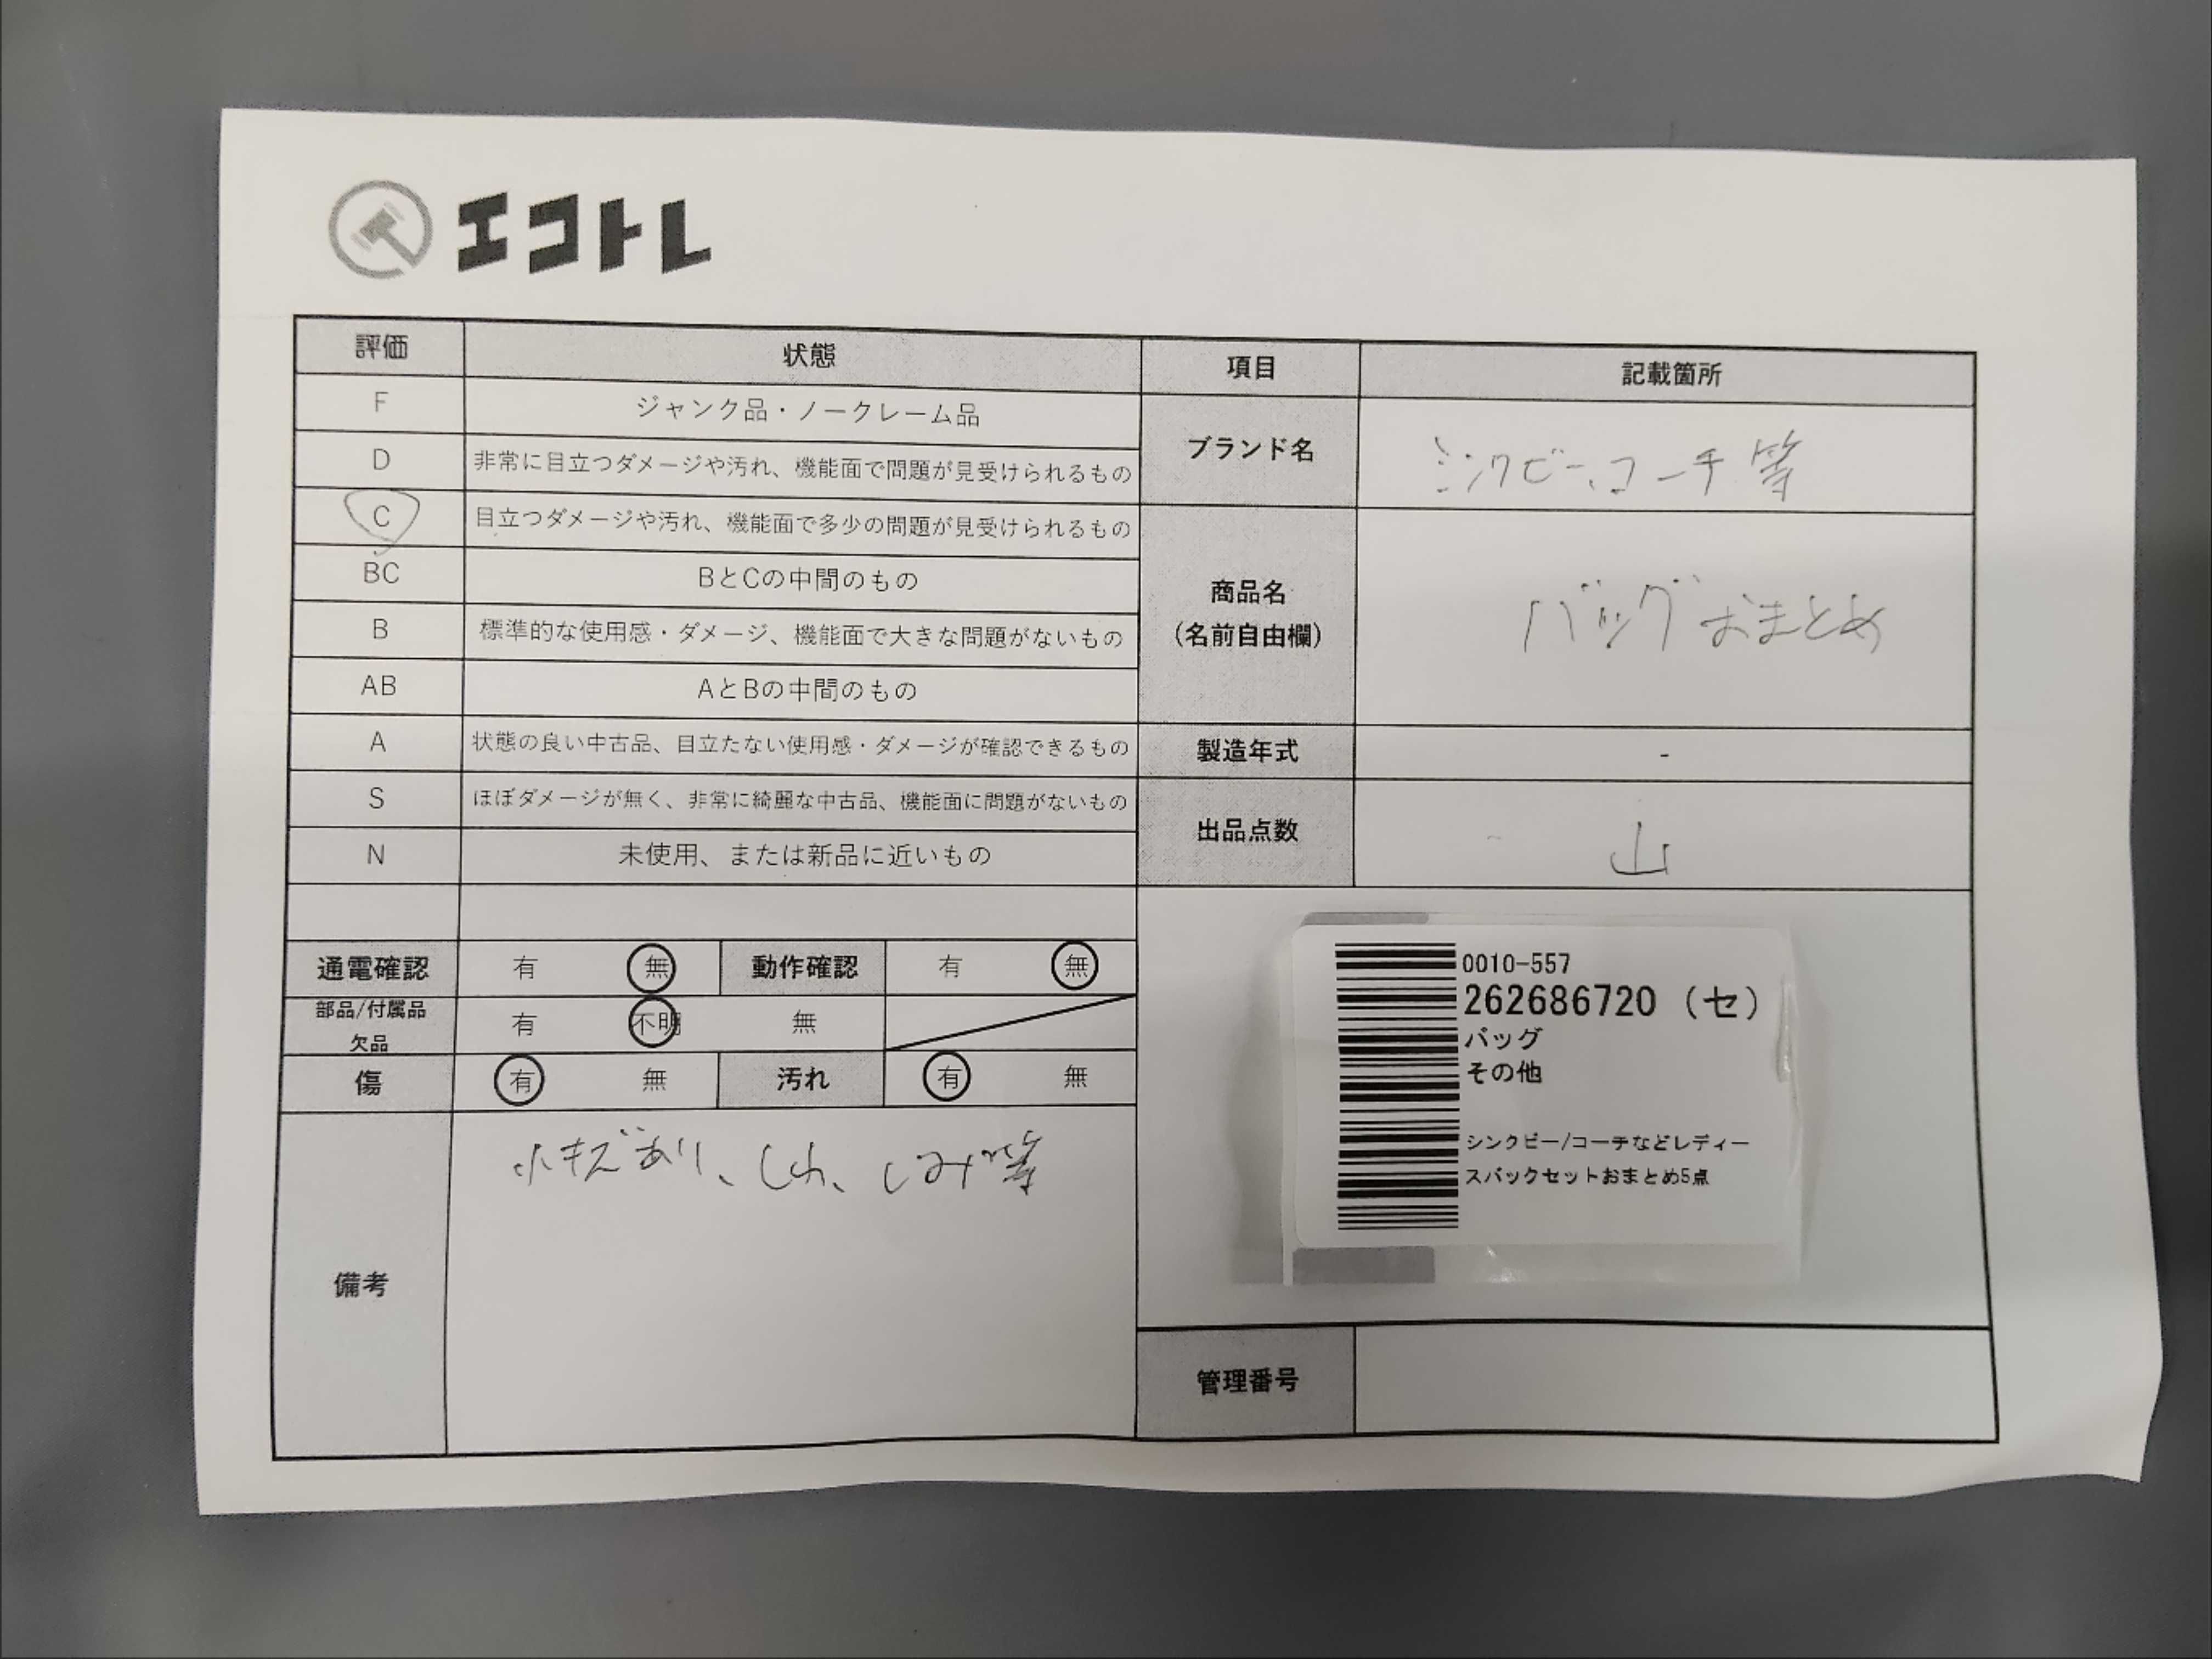 エコトレ
評価 状態 項目 記載箇所
F ジャンク品・ノークレーム品
D 非常に目立つダメージや汚れ、機能面で問題が見受けられるもの
ブランド名 シンクビー、コーチ等
C 目立つダメージや汚れ、機能面で多少の問題が見受けられるもの
BC BとCの中間のもの
商品名
(名前自由欄)
バッグおまとめ
B 標準的な使用感・ダメージ、機能面で大きな問題がないもの
AB AとBの中間のもの
A 状態の良い中古品、目立たない使用感・ダメージが確認できるもの
製造年式 -
S ほぼダメージが無く、非常に綺麗な中古品、機能面に問題がないもの
出品点数 山
N 未使用、または新品に近いもの
通電確認 有 無 動作確認 有 無
部品/付属品
欠品
有 不明 無
傷 有 無 汚れ 有 無
備考
小キズあり、しわ、しみ等
0010-557
262686720（セ）
バッグ
その他
シンクビー/コーチなどレディー
スバックセットおまとめ5点
管理番号